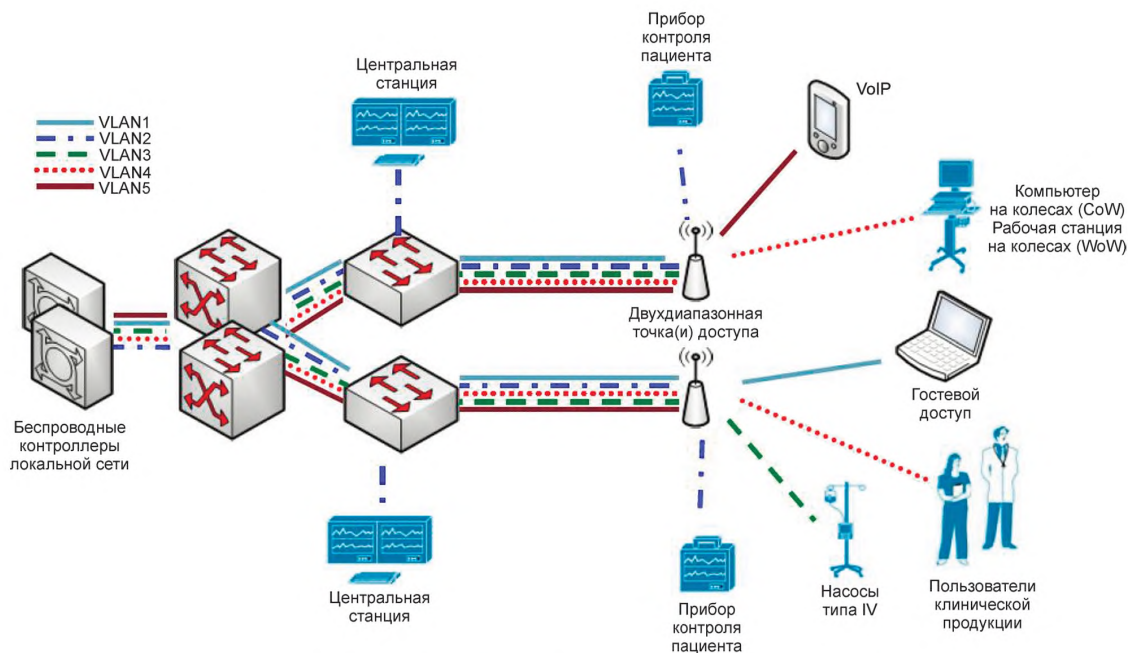 Прибор
контроля
пациента
Центральная
станция
VoIP
VLAN1
VLAN2
VLAN3
VLAN4
VLAN5
Компьютер
на колесах (CoW)
Рабочая станция
на колесах (WoW)
Двухдиапазонная
точка(и) доступа
Гостевой
доступ
Беспроводные
контроллеры
локальной сети
Центральная
станция
Прибор
контроля
пациента
Насосы
типа IV
Пользователи
клинической
продукции